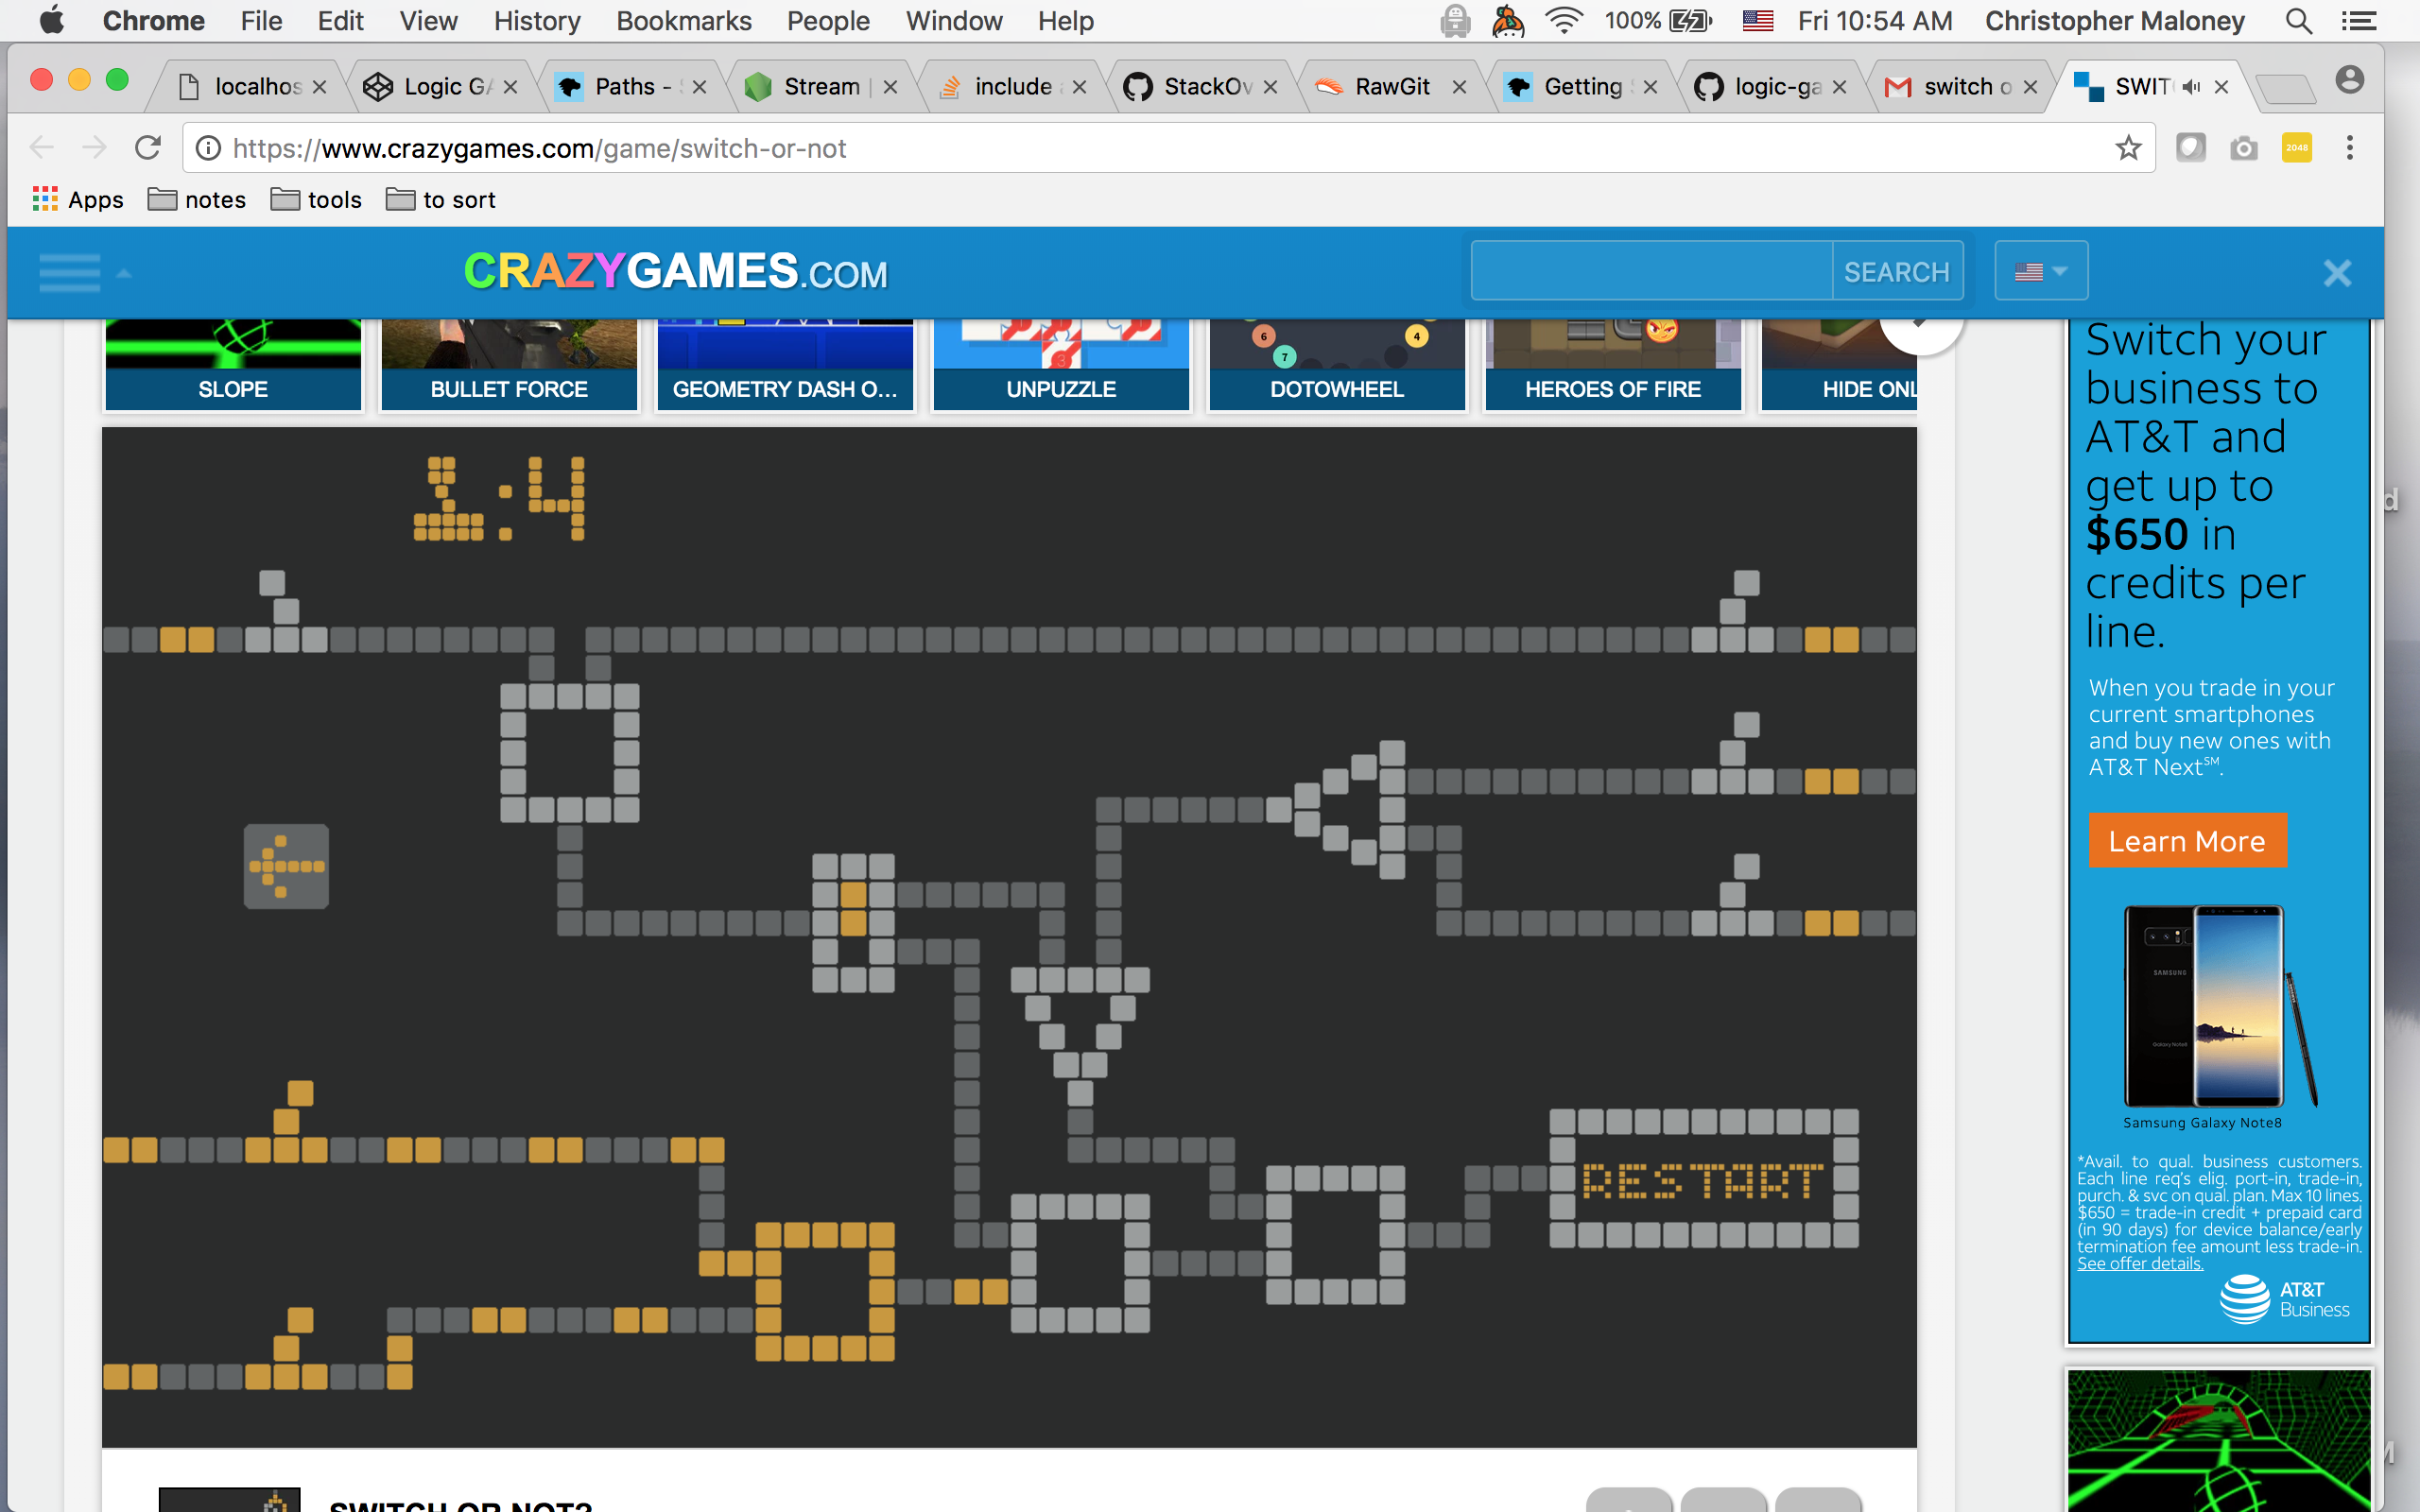 Chrome File Edit View History Bookmarks People Window Help 100% Fri 10:54 AM Christopher Maloney
localhos Logic GA Paths - Stream include StackOv RawGit Getting logic-ga switch o SWIT
https://www.crazygames.com/game/switch-or-not
2048
Apps notes tools to sort
CRAZYGAMES.COM
SEARCH
6 4
7
SLOPE BULLET FORCE GEOMETRY DASH O... UNPUZZLE DOTOWHEEL HEROES OF FIRE HIDE ONL
1:4
RESTART
Switch your
business to
AT&T and
get up to
$650 in
credits per
line.
When you trade in your
current smartphones
and buy new ones with
AT&T Next℠.
Learn More
SAMSUNG
Samsung Galaxy Note8
*Avail. to qual. business customers.
Each line req's elig. port-in, trade-in,
purch. & svc on qual. plan. Max 10 lines.
$650 = trade-in credit + prepaid card
(in 90 days) for device balance/early
termination fee amount less trade-in.
See offer details.
AT&T
Business
SWITCH OR NOT?